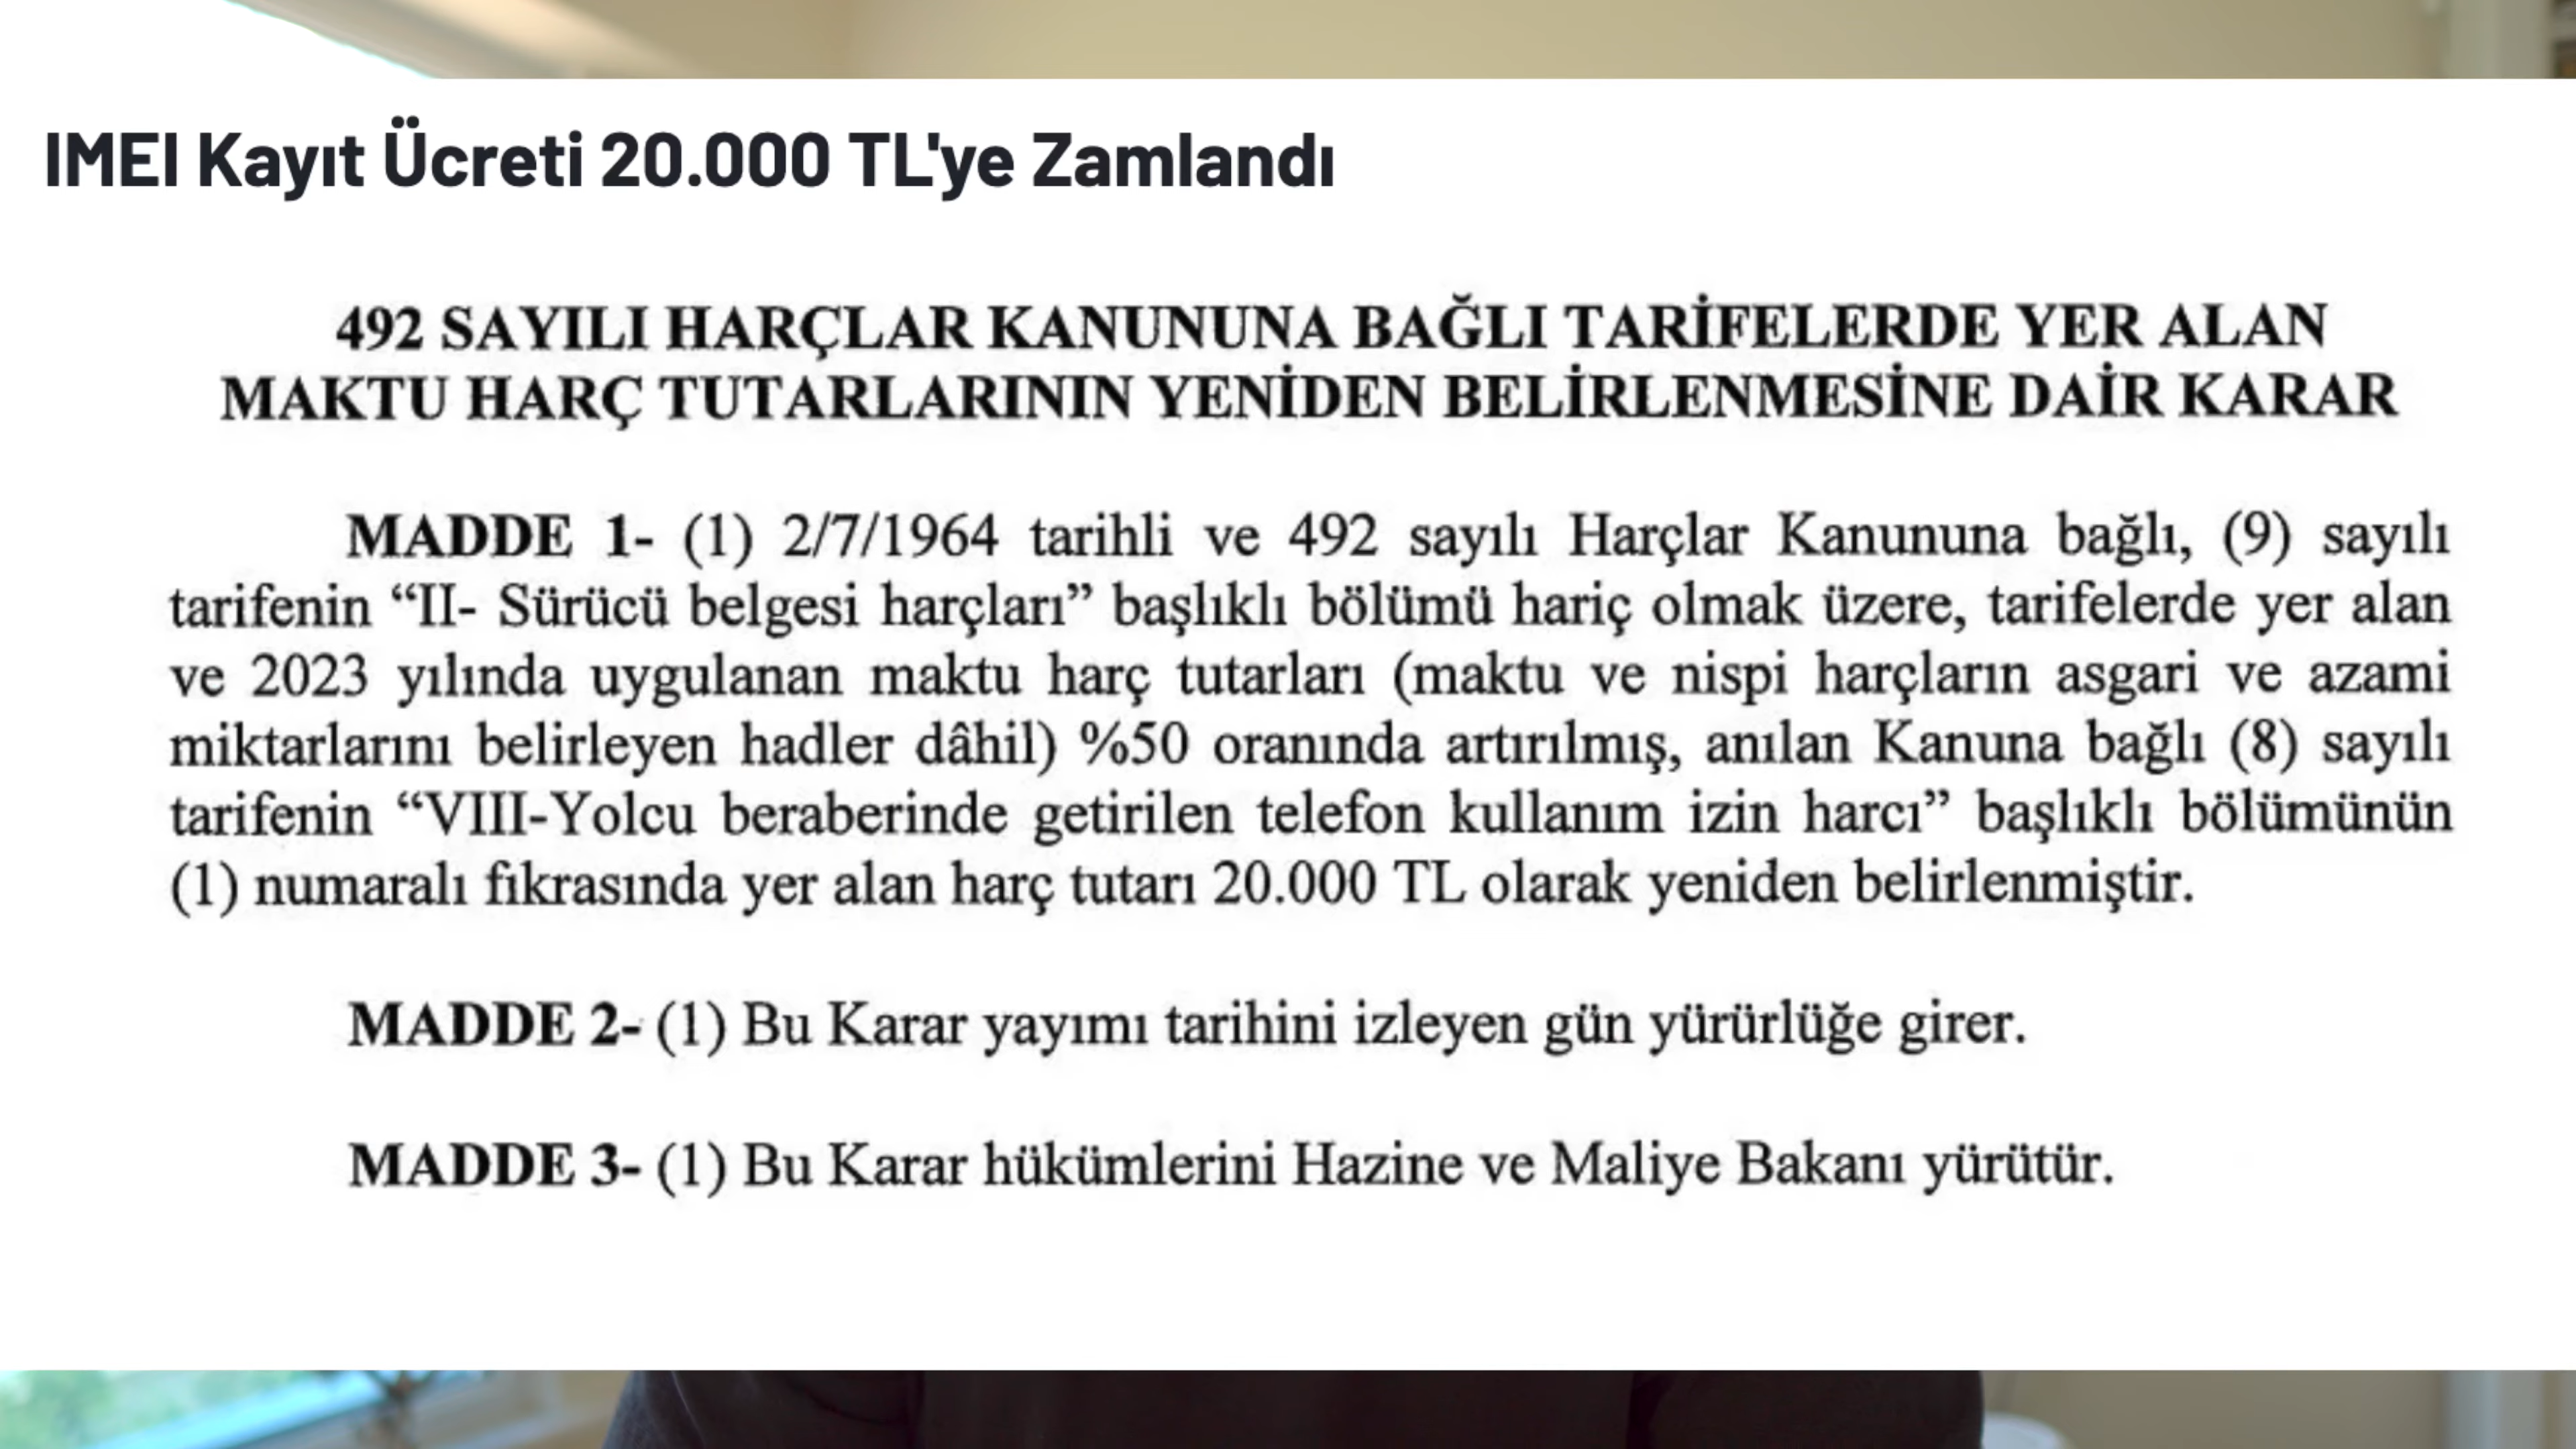 IMEI Kayıt Ücreti 20.000 TL'ye Zamlandı
492 SAYILI HARÇLAR KANUNUNA BAĞLI TARİFELERDE YER ALAN
MAKTU HARÇ TUTARLARININ YENİDEN BELİRLENMESİNE DAİR KARAR
MADDE 1- (1) 2/7/1964 tarihli ve 492 sayılı Harçlar Kanununa bağlı, (9) sayılı
tarifenin “II- Sürücü belgesi harçları” başlıklı bölümü hariç olmak üzere, tarifelerde yer alan
ve 2023 yılında uygulanan maktu harç tutarları (maktu ve nispi harçların asgari ve azami
miktarlarını belirleyen hadler dâhil) %50 oranında artırılmış, anılan Kanuna bağlı (8) sayılı
tarifenin “VIII-Yolcu beraberinde getirilen telefon kullanım izin harcı” başlıklı bölümünün
(1) numaralı fıkrasında yer alan harç tutarı 20.000 TL olarak yeniden belirlenmiştir.
MADDE 2- (1) Bu Karar yayımı tarihini izleyen gün yürürlüğe girer.
MADDE 3- (1) Bu Karar hükümlerini Hazine ve Maliye Bakanı yürütür.